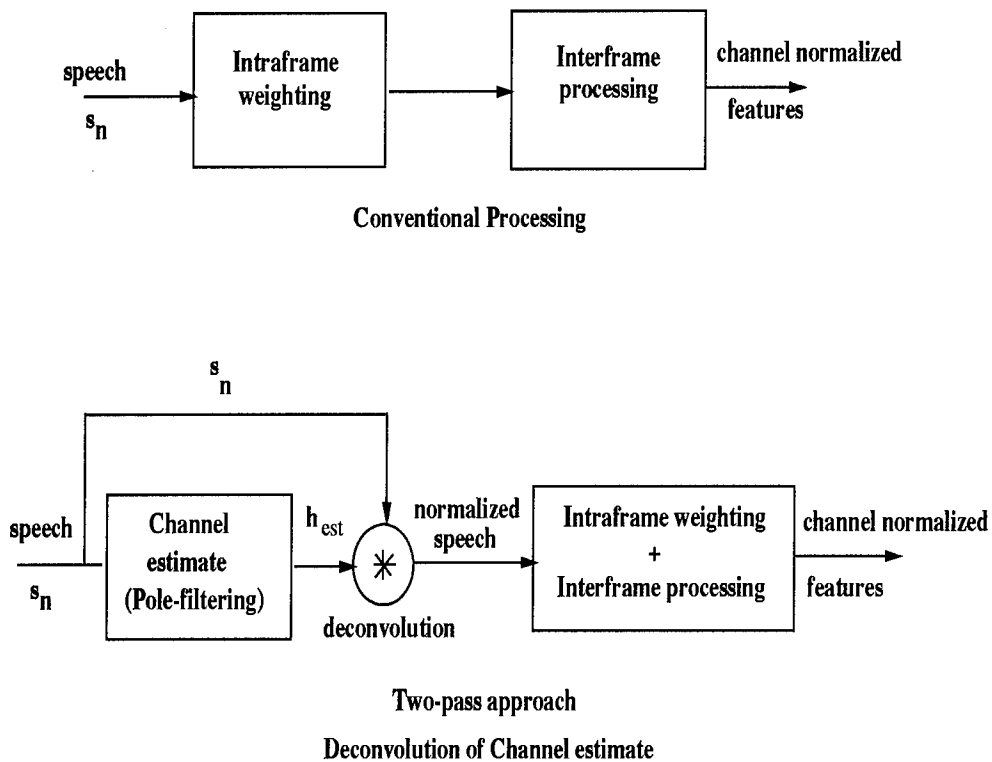 speech
s_n
Intraframe
weighting
Interframe
processing
channel normalized
features
Conventional Processing
s_n
speech
s_n
Channel
estimate
(Pole-filtering)
h_est
*
deconvolution
normalized
speech
Intraframe weighting
+
Interframe processing
channel normalized
features
Two-pass approach
Deconvolution of Channel estimate